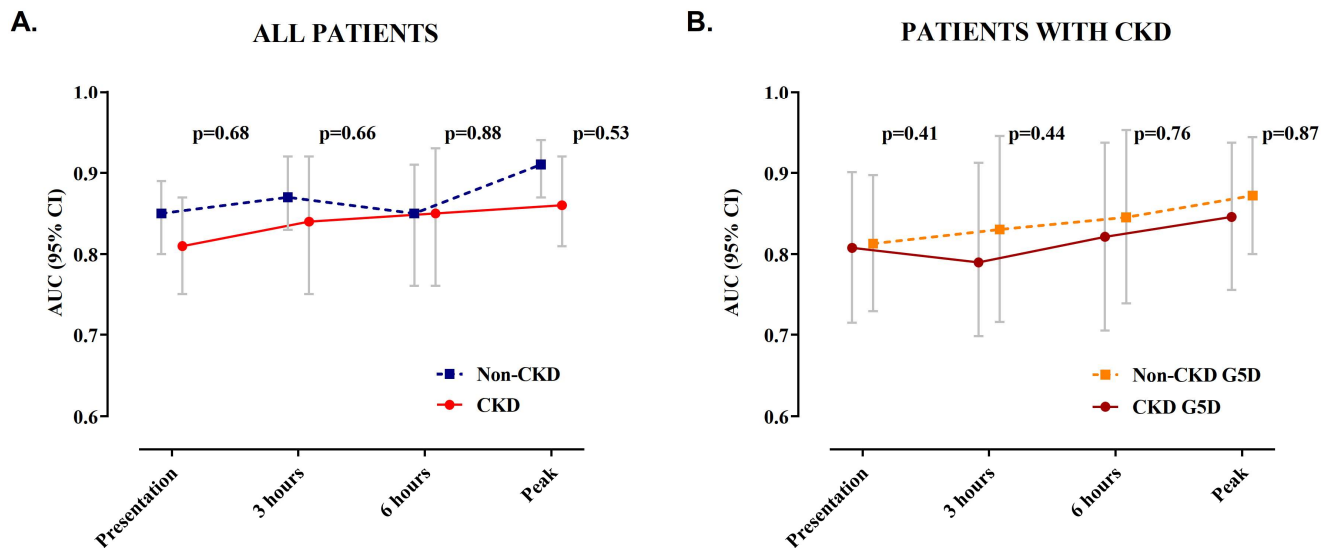 A.
ALL PATIENTS
AUC (95% CI)
1.0
0.9
0.8
0.7
0.6
p=0.68
p=0.66
p=0.88
p=0.53
Non-CKD
CKD
Presentation
3 hours
6 hours
Peak
B.
PATIENTS WITH CKD
AUC (95% CI)
1.0
0.9
0.8
0.7
0.6
p=0.41
p=0.44
p=0.76
p=0.87
Non-CKD G5D
CKD G5D
Presentation
3 hours
6 hours
Peak